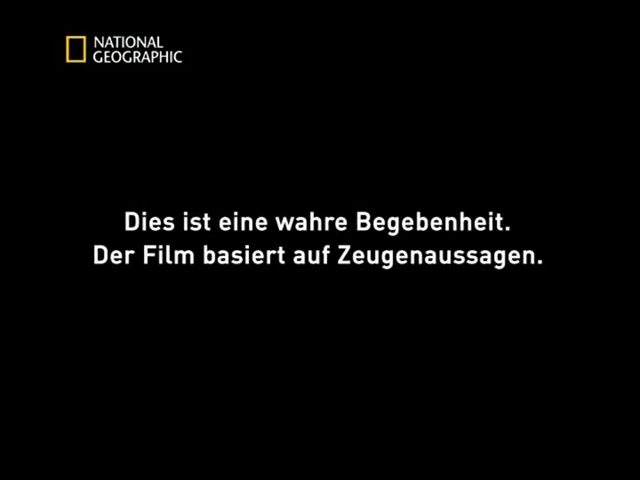 NATIONAL
GEOGRAPHIC
Dies ist eine wahre Begebenheit.
Der Film basiert auf Zeugenaussagen.